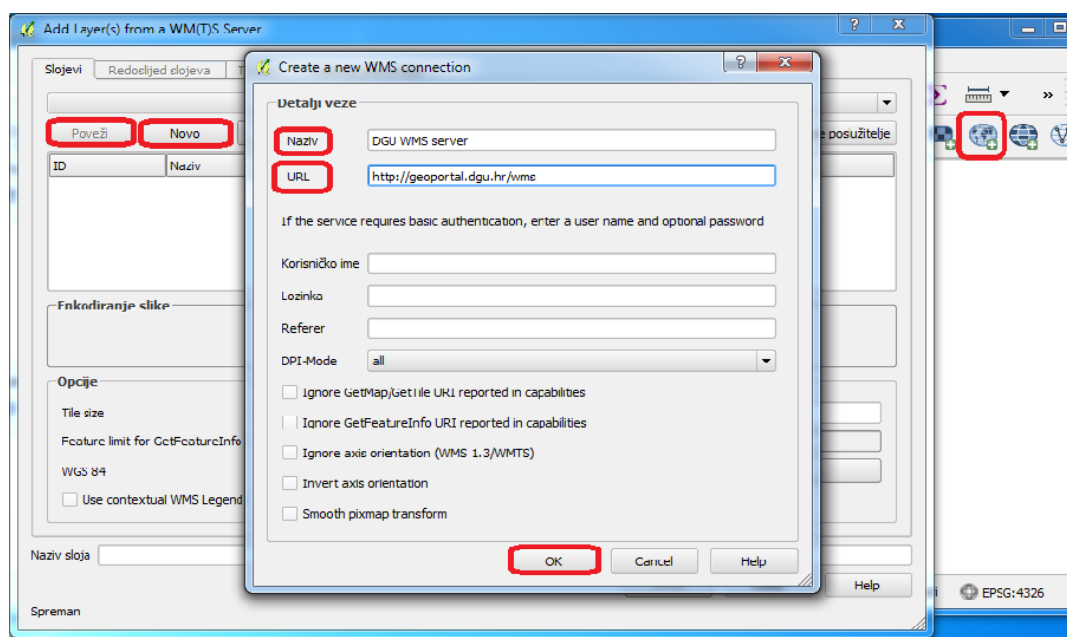 Add Layer(s) from a WM(T)S Server
Slojevi
Redoslijed slojeva
T
Poveži
Novo
e poslužitelje
ID
Naziv
Enkodiranje slike
Opcije
Tile size
Feature limit for GetFeatureInfo
WGS 84
Use contextual WMS Legend
Naziv sloja
Help
Spreman
Create a new WMS connection
Detalji veze
Naziv
DGU WMS server
URL
http://geoportal.dgu.hr/wms
If the service requires basic authentication, enter a user name and optional password
Korisničko ime
Lozinka
Referer
DPI-Mode
all
Ignore GetMap/GetTile URI reported in capabilities
Ignore GetFeatureInfo URI reported in capabilities
Ignore axis orientation (WMS 1.3/WMTS)
Invert axis orientation
Smooth pixmap transform
OK
Cancel
Help
Σ
»
i
EPSG:4326